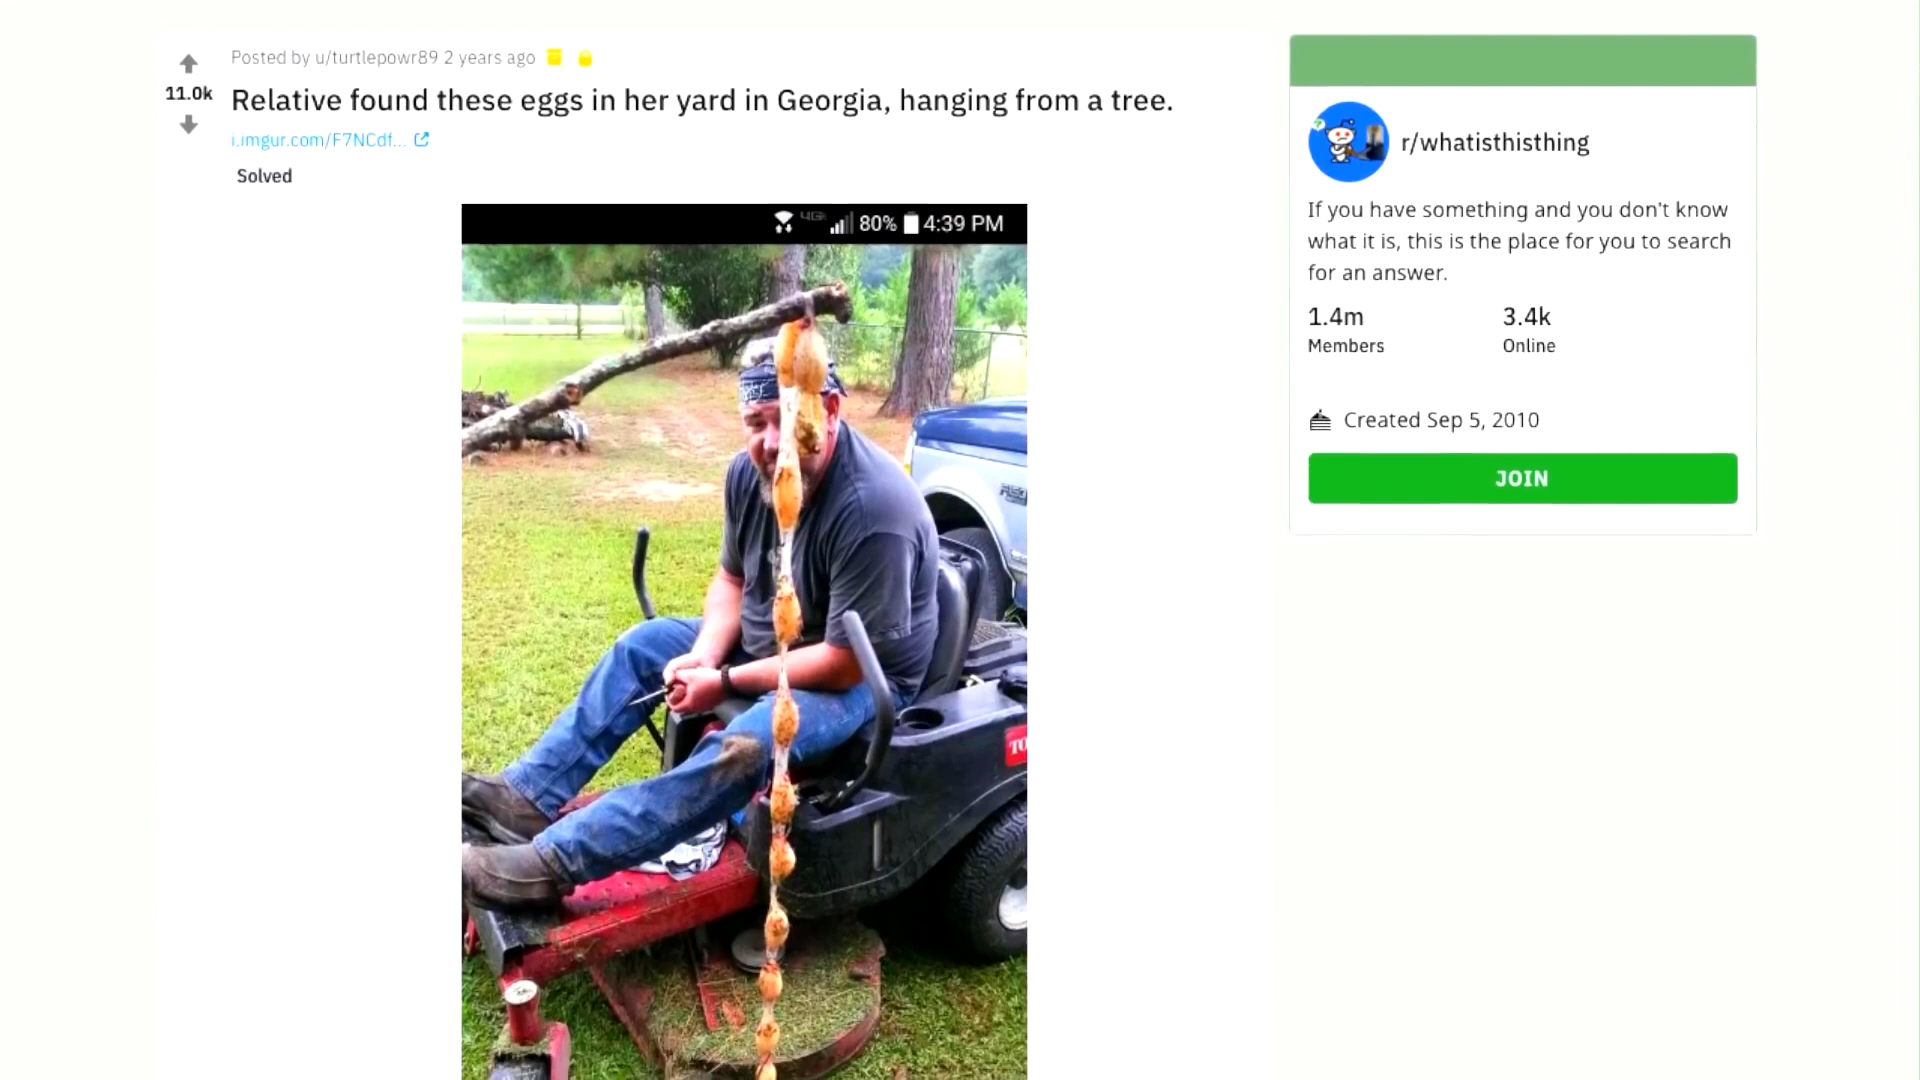 Posted by u/turtlepowr89 2 years ago
11.0k
Relative found these eggs in her yard in Georgia, hanging from a tree.
i.imgur.com/F7NCdf...
Solved
4G 80% 4:39 PM
r/whatisthisthing
If you have something and you don't know
what it is, this is the place for you to search
for an answer.
1.4m 3.4k
Members Online
Created Sep 5, 2010
JOIN